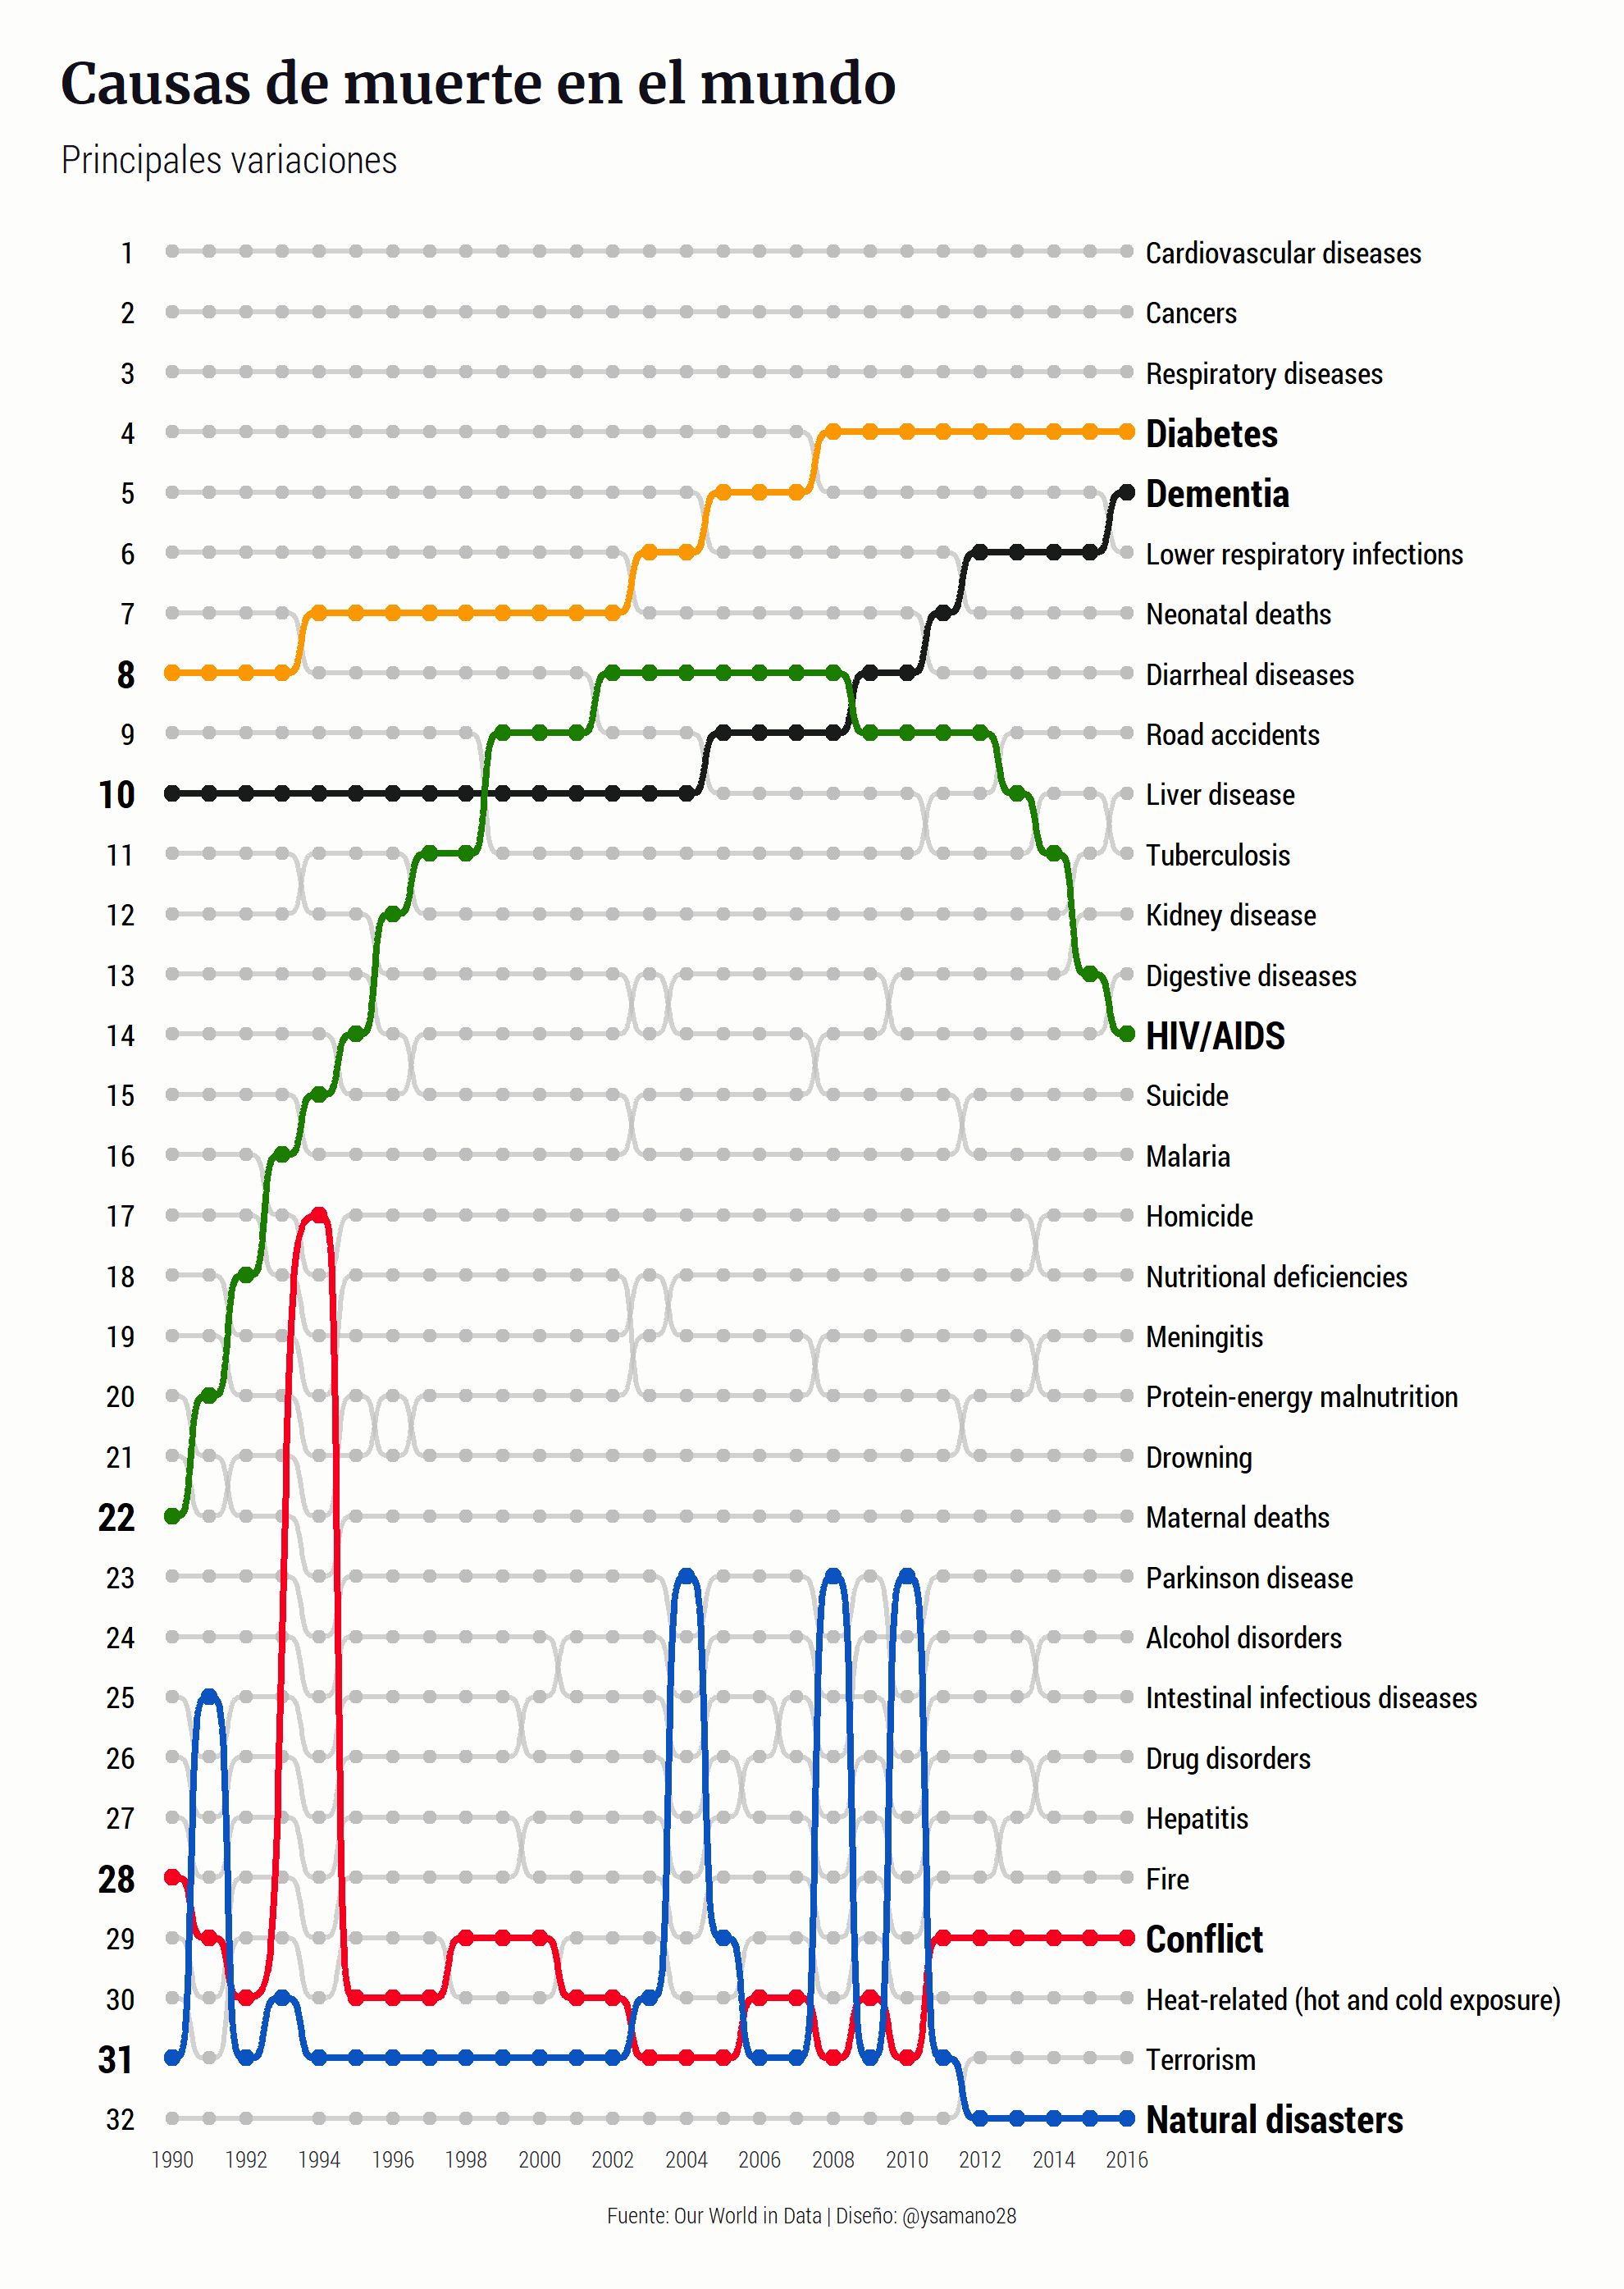 Causas de muerte en el mundo
Principales variaciones
1 Cardiovascular diseases
2 Cancers
3 Respiratory diseases
4 Diabetes
5 Dementia
6 Lower respiratory infections
7 Neonatal deaths
8 Diarrheal diseases
9 Road accidents
10 Liver disease
11 Tuberculosis
12 Kidney disease
13 Digestive diseases
14 HIV/AIDS
15 Suicide
16 Malaria
17 Homicide
18 Nutritional deficiencies
19 Meningitis
20 Protein-energy malnutrition
21 Drowning
22 Maternal deaths
23 Parkinson disease
24 Alcohol disorders
25 Intestinal infectious diseases
26 Drug disorders
27 Hepatitis
28 Fire
29 Conflict
30 Heat-related (hot and cold exposure)
31 Terrorism
32 Natural disasters
1990 1992 1994 1996 1998 2000 2002 2004 2006 2008 2010 2012 2014 2016
Fuente: Our World in Data | Diseño: @ysamano28